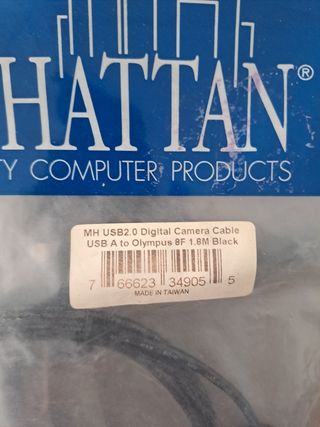 HATTAN®
TY COMPUTER PRODUCTS
MH USB2.0 Digital Camera Cable
USB A to Olympus 8F 1.8M Black
7 66623 34905 5
MADE IN TAIWAN